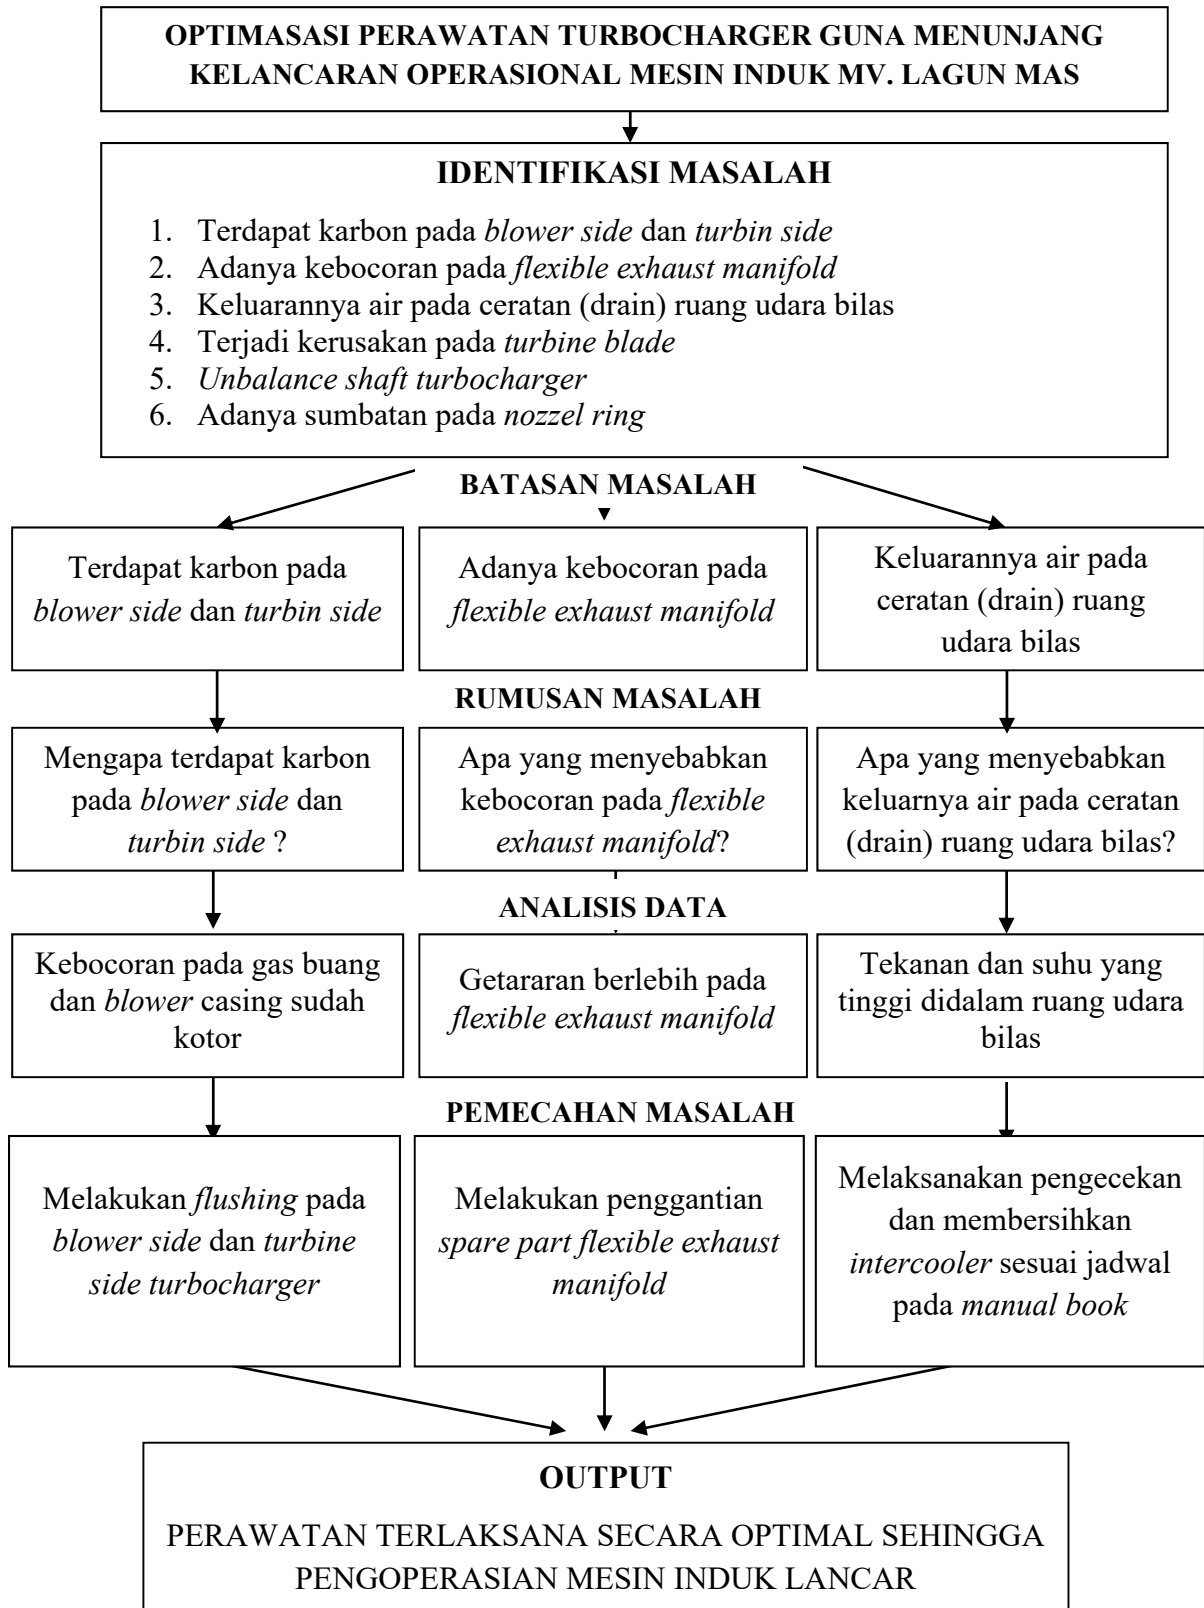 OPTIMASASI PERAWATAN TURBOCHARGER GUNA MENUNJANG
KELANCARAN OPERASIONAL MESIN INDUK MV. LAGUN MAS
IDENTIFIKASI MASALAH
1. Terdapat karbon pada blower side dan turbin side
2. Adanya kebocoran pada flexible exhaust manifold
3. Keluarannya air pada ceratan (drain) ruang udara bilas
4. Terjadi kerusakan pada turbine blade
5. Unbalance shaft turbocharger
6. Adanya sumbatan pada nozzel ring
BATASAN MASALAH
Terdapat karbon pada
blower side dan turbin side
Adanya kebocoran pada
flexible exhaust manifold
Keluarannya air pada
ceratan (drain) ruang
udara bilas
RUMUSAN MASALAH
Mengapa terdapat karbon
pada blower side dan
turbin side ?
Apa yang menyebabkan
kebocoran pada flexible
exhaust manifold?
Apa yang menyebabkan
keluarnya air pada ceratan
(drain) ruang udara bilas?
ANALISIS DATA
Kebocoran pada gas buang
dan blower casing sudah
kotor
Getararan berlebih pada
flexible exhaust manifold
Tekanan dan suhu yang
tinggi didalam ruang udara
bilas
PEMECAHAN MASALAH
Melakukan flushing pada
blower side dan turbine
side turbocharger
Melakukan penggantian
spare part flexible exhaust
manifold
Melaksanakan pengecekan
dan membersihkan
intercooler sesuai jadwal
pada manual book
OUTPUT
PERAWATAN TERLAKSANA SECARA OPTIMAL SEHINGGA
PENGOPERASIAN MESIN INDUK LANCAR